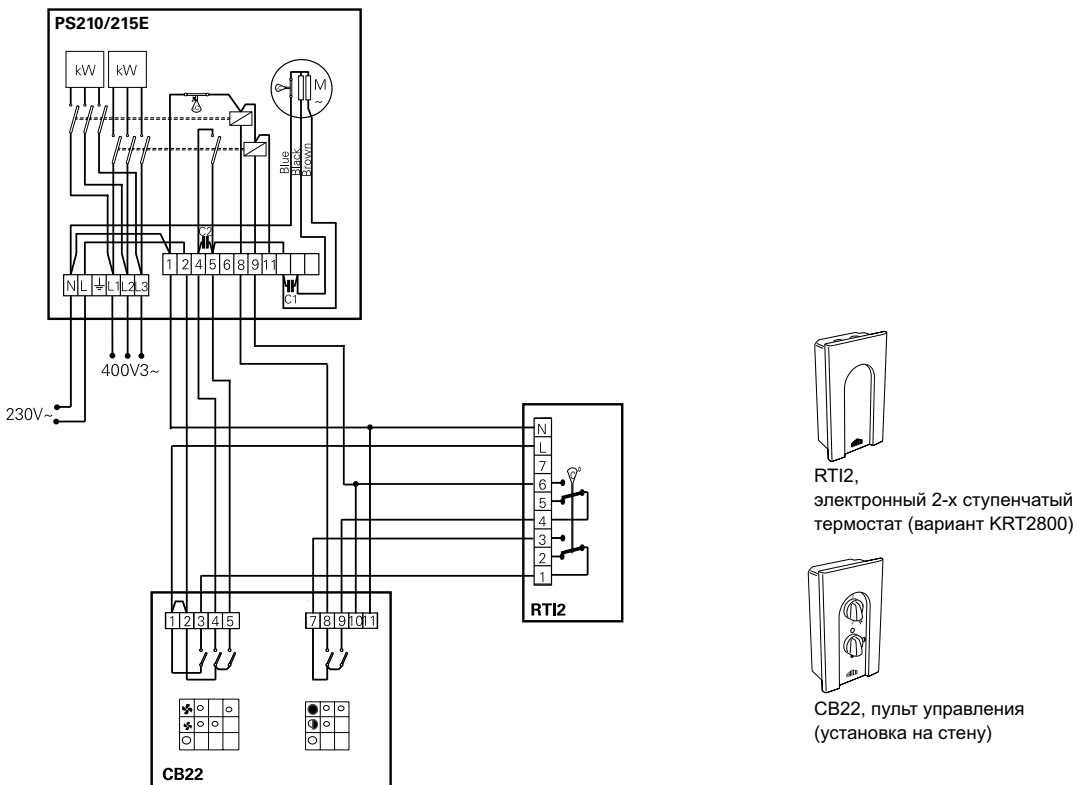 PS210/215E
kW kW
M
~
Blue
Black
Brown
C2
1 2 4 5 6 8 9 11
N L L1 L2 L3
C1
400V3~
230V~
N
L
7
6
5
4
3
2
1
RTI2
1 2 3 4 5
7 8 9 10 11
CB22
RTI2,
электронный 2-х ступенчатый
термостат (вариант KRT2800)
CB22, пульт управления
(установка на стену)